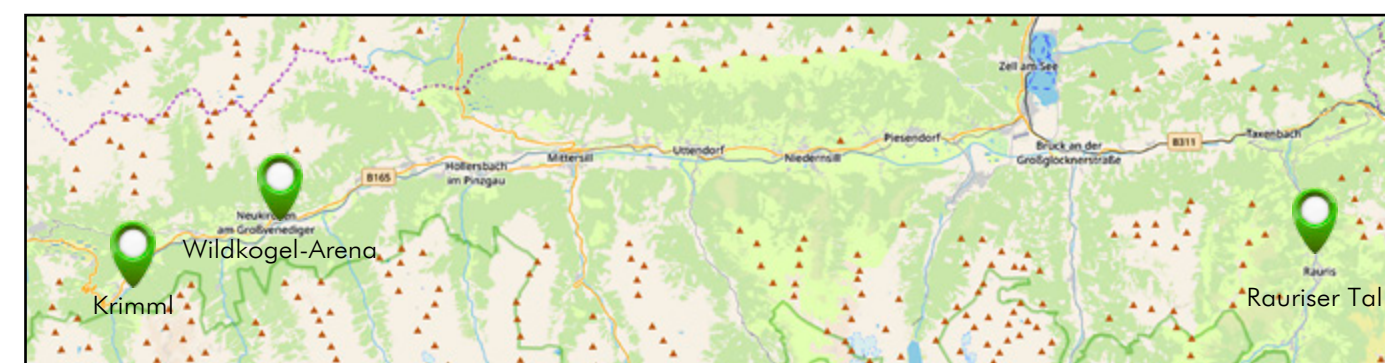 Zell am See
Piesendorf
Taxenbach
B311
Bruck an der
Großglocknerstraße
Uttendorf
Niedernsill
Mittersill
Hollersbach
im Pinzgau
B165
Neukirchen
am Großvenediger
Wildkogel-Arena
Krimml
Rauris
Rauriser Tal